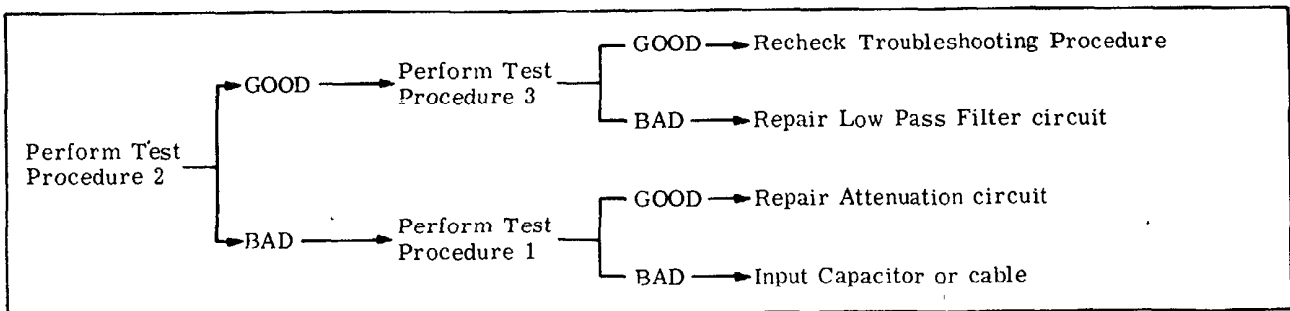 GOOD
Recheck Troubleshooting Procedure
GOOD
Perform Test
Procedure 3
BAD
Repair Low Pass Filter circuit
Perform Test
Procedure 2
GOOD
Repair Attenuation circuit
BAD
Perform Test
Procedure 1
BAD
Input Capacitor or cable